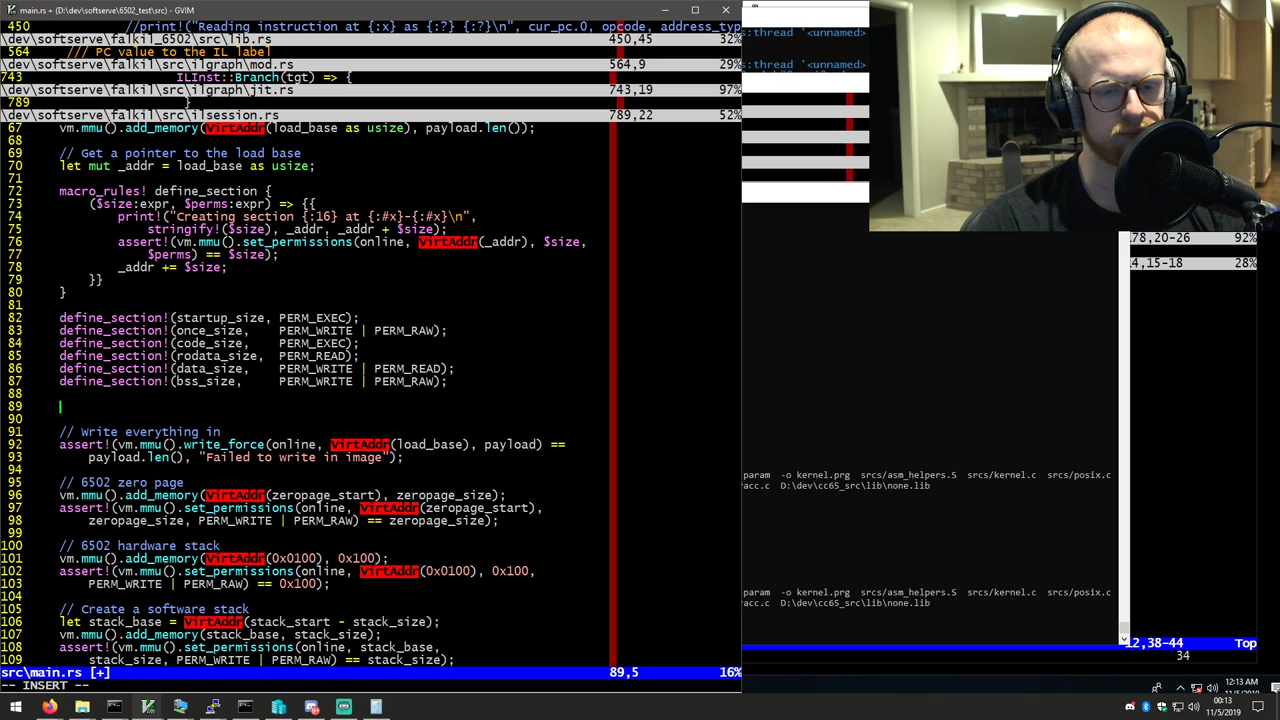 main.rs + (D:\dev\softserve\6502_test\src) - GVIM
450 //print!("Reading instruction at {:x} as {:?} {:?}\n", cur_pc.0, opcode, address_typ
\dev\softserve\falkil_6502\src\lib.rs 450,45 32%
564 /// PC value to the IL label
\dev\softserve\falkil\src\ilgraph\mod.rs 564,9 29%
743 ILInst::Branch(tgt) => {
\dev\softserve\falkil\src\ilgraph\jit.rs 743,19 97%
789 }
\dev\softserve\falkil\src\ilsession.rs 789,22 52%
67 vm.mmu().add_memory(VirtAddr(load_base as usize), payload.len());
68
69 // Get a pointer to the load base
70 let mut _addr = load_base as usize;
71
72 macro_rules! define_section {
73 ($size:expr, $perms:expr) => {{
74 print!("Creating section {:16} at {:#x}-{:#x}\n",
75 stringify!($size), _addr, _addr + $size);
76 assert!(vm.mmu().set_permissions(online, VirtAddr(_addr), $size,
77 $perms) == $size);
78 _addr += $size;
79 }}
80 }
81
82 define_section!(startup_size, PERM_EXEC);
83 define_section!(once_size, PERM_WRITE | PERM_RAW);
84 define_section!(code_size, PERM_EXEC);
85 define_section!(rodata_size, PERM_READ);
86 define_section!(data_size, PERM_WRITE | PERM_READ);
87 define_section!(bss_size, PERM_WRITE | PERM_RAW);
88
89
90
91 // Write everything in
92 assert!(vm.mmu().write_force(online, VirtAddr(load_base), payload) ==
93 payload.len(), "Failed to write in image");
94
95 // 6502 zero page
96 vm.mmu().add_memory(VirtAddr(zeropage_start), zeropage_size);
97 assert!(vm.mmu().set_permissions(online, VirtAddr(zeropage_start),
98 zeropage_size, PERM_WRITE | PERM_RAW) == zeropage_size);
99
100 // 6502 hardware stack
101 vm.mmu().add_memory(VirtAddr(0x0100), 0x100);
102 assert!(vm.mmu().set_permissions(online, VirtAddr(0x0100), 0x100,
103 PERM_WRITE | PERM_RAW) == 0x100);
104
105 // Create a software stack
106 let stack_base = VirtAddr(stack_start - stack_size);
107 vm.mmu().add_memory(stack_base, stack_size);
108 assert!(vm.mmu().set_permissions(online, stack_base,
109 stack_size, PERM_WRITE | PERM_RAW) == stack_size);
src\main.rs [+] 89,5 16%
-- INSERT --
s:thread '<unnamed>
s:thread '<unnamed>
178,20-26 92%
4,15-18 28%
param -o kernel.prg srcs/asm_helpers.S srcs/kernel.c srcs/posix.c
yacc.c D:\dev\cc65_src\lib\none.lib
param -o kernel.prg srcs/asm_helpers.S srcs/kernel.c srcs/posix.c
yacc.c D:\dev\cc65_src\lib\none.lib
12,38-44 Top
34
12:13 AM
11/5/2019
00:13
11/5/2019